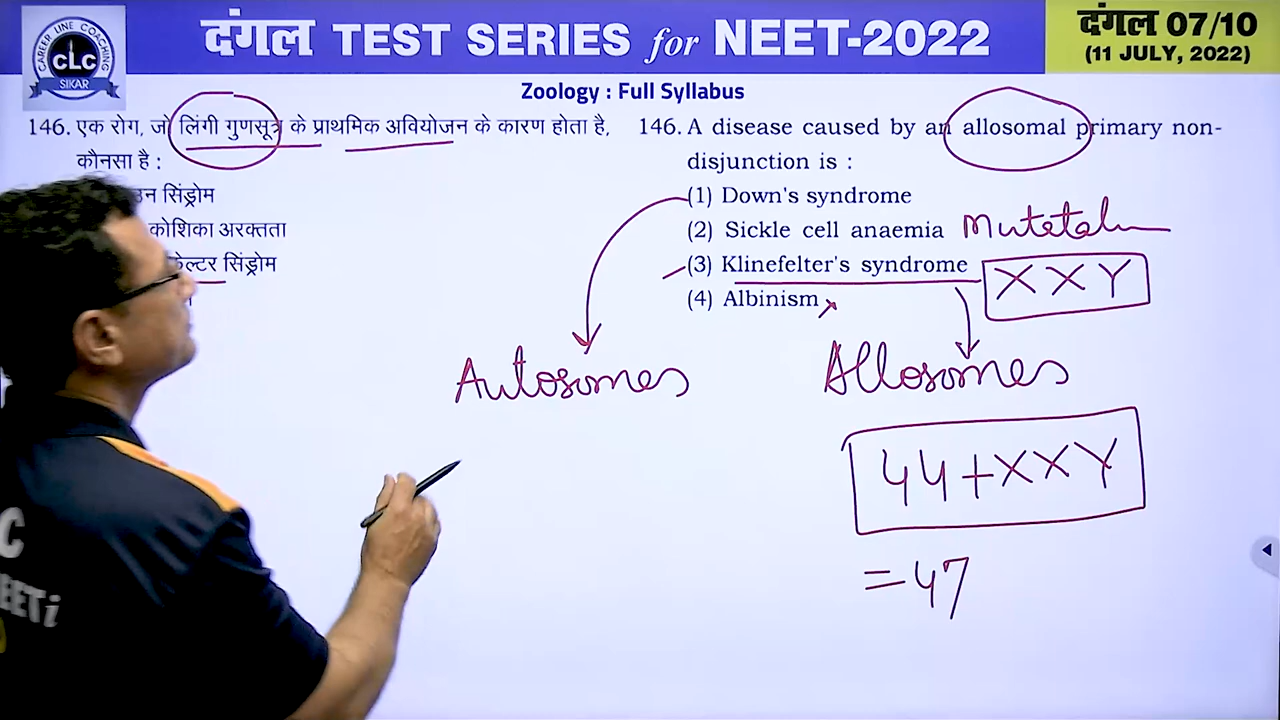 CAREER LINE COACHING
CLC
SIKAR
दंगल TEST SERIES for NEET-2022
दंगल 07/10
(11 JULY, 2022)
Zoology : Full Syllabus
146. एक रोग, जो लिंगी गुणसूत्र के प्राथमिक अवियोजन के कारण होता है,
कौनसा है :
सिंड्रोम
कोशिका अरक्तता
सिंड्रोम
146. A disease caused by an allosomal primary non-
disjunction is :
(1) Down's syndrome
(2) Sickle cell anaemia
(3) Klinefelter's syndrome XXY
(4) Albinism x
Autosomes
Allosomes
44+XXY
=47
C
EETi